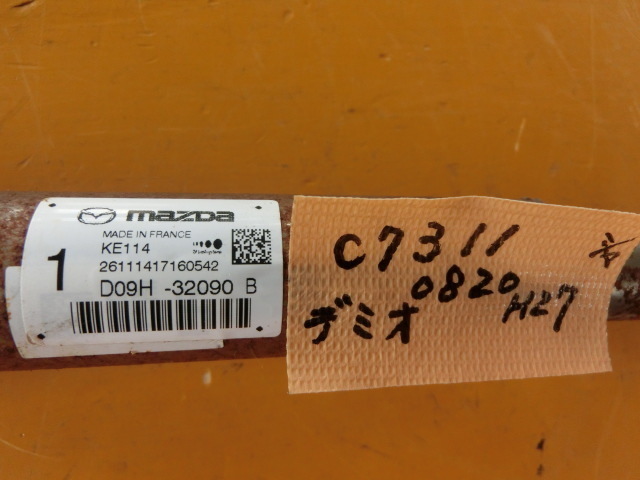 mazda
MADE IN FRANCE
KE114
1
26111417160542
D09H -32090 B
C7311
0820
デミオ H27